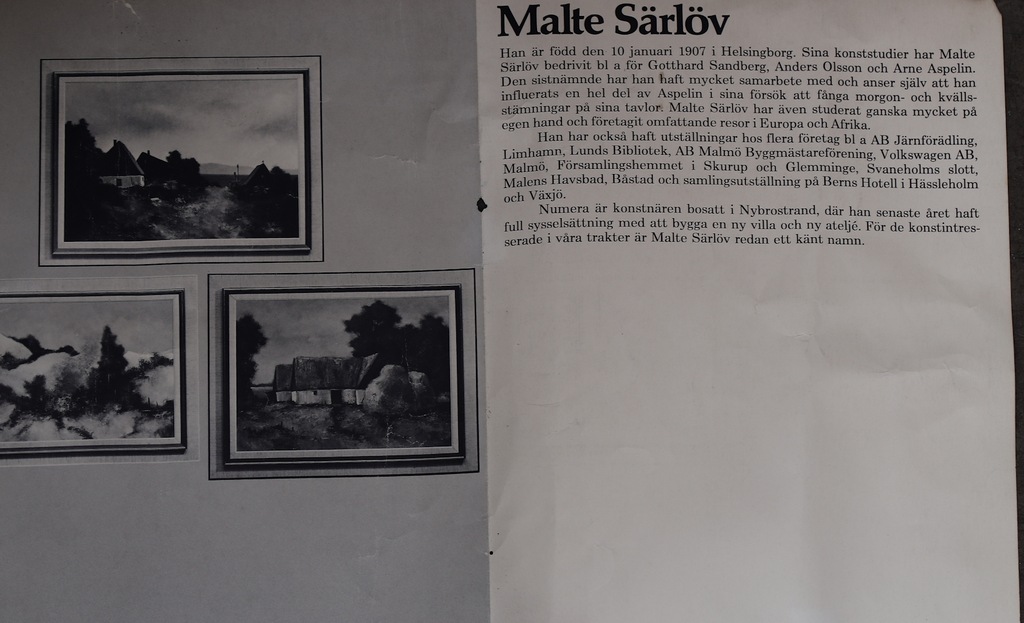 Malte Särlöv
Han är född den 10 januari 1907 i Helsingborg. Sina konststudier har Malte
Särlöv bedrivit bl a för Gotthard Sandberg, Anders Olsson och Arne Aspelin.
Den sistnämnde har han haft mycket samarbete med och anser själv att han
influerats en hel del av Aspelin i sina försök att fånga morgon- och kvälls-
stämningar på sina tavlor. Malte Särlöv har även studerat ganska mycket på
egen hand och företagit omfattande resor i Europa och Afrika.
Han har också haft utställningar hos flera företag bl a AB Järnförädling,
Limhamn, Lunds Bibliotek, AB Malmö Byggmästareförening, Volkswagen AB,
Malmö, Församlingshemmet i Skurup och Glemminge, Svaneholms slott,
Malens Havsbad, Båstad och samlingsutställning på Berns Hotell i Hässleholm
och Växjö.
Numera är konstnären bosatt i Nybrostrand, där han senaste året haft
full sysselsättning med att bygga en ny villa och ny ateljé. För de konstintres-
serade i våra trakter är Malte Särlöv redan ett känt namn.